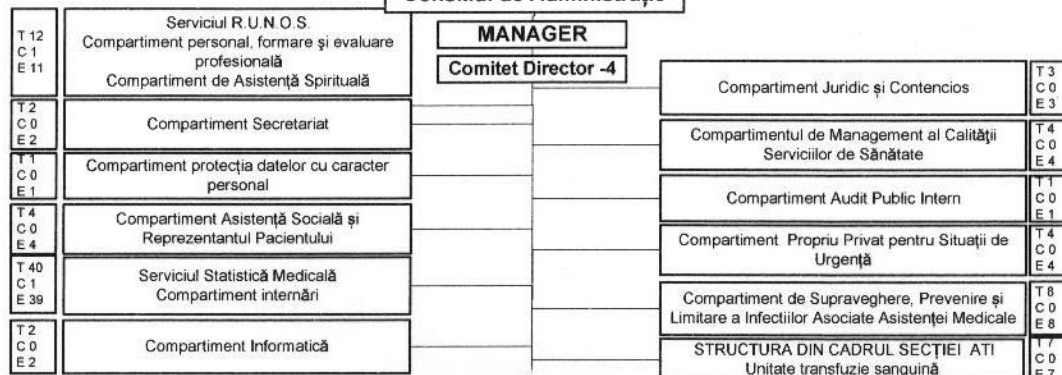 Consiliul de Administrație
MANAGER
Comitet Director -4
T 12
C 1
E 11
Serviciul R.U.N.O.S.
Compartiment personal, formare și evaluare
profesională
Compartiment de Asistență Spirituală
T 2
C 0
E 2
Compartiment Secretariat
T 1
C 0
E 1
Compartiment protecția datelor cu caracter
personal
T 4
C 0
E 4
Compartiment Asistență Socială și
Reprezentantul Pacientului
T 40
C 1
E 39
Serviciul Statistică Medicală
Compartiment internări
T 2
C 0
E 2
Compartiment Informatică
Compartiment Juridic și Contencios
T 3
C 0
E 3
Compartimentul de Management al Calității
Serviciilor de Sănătate
T 4
C 0
E 4
Compartiment Audit Public Intern
T 1
C 0
E 1
Compartiment Propriu Privat pentru Situații de
Urgență
T 4
C 0
E 4
Compartiment de Supraveghere, Prevenire și
Limitare a Infectiilor Asociate Asistenței Medicale
T 8
C 0
E 8
STRUCTURA DIN CADRUL SECȚIEI ATI
Unitate transfuzie sanguină
T 7
C 0
E 7